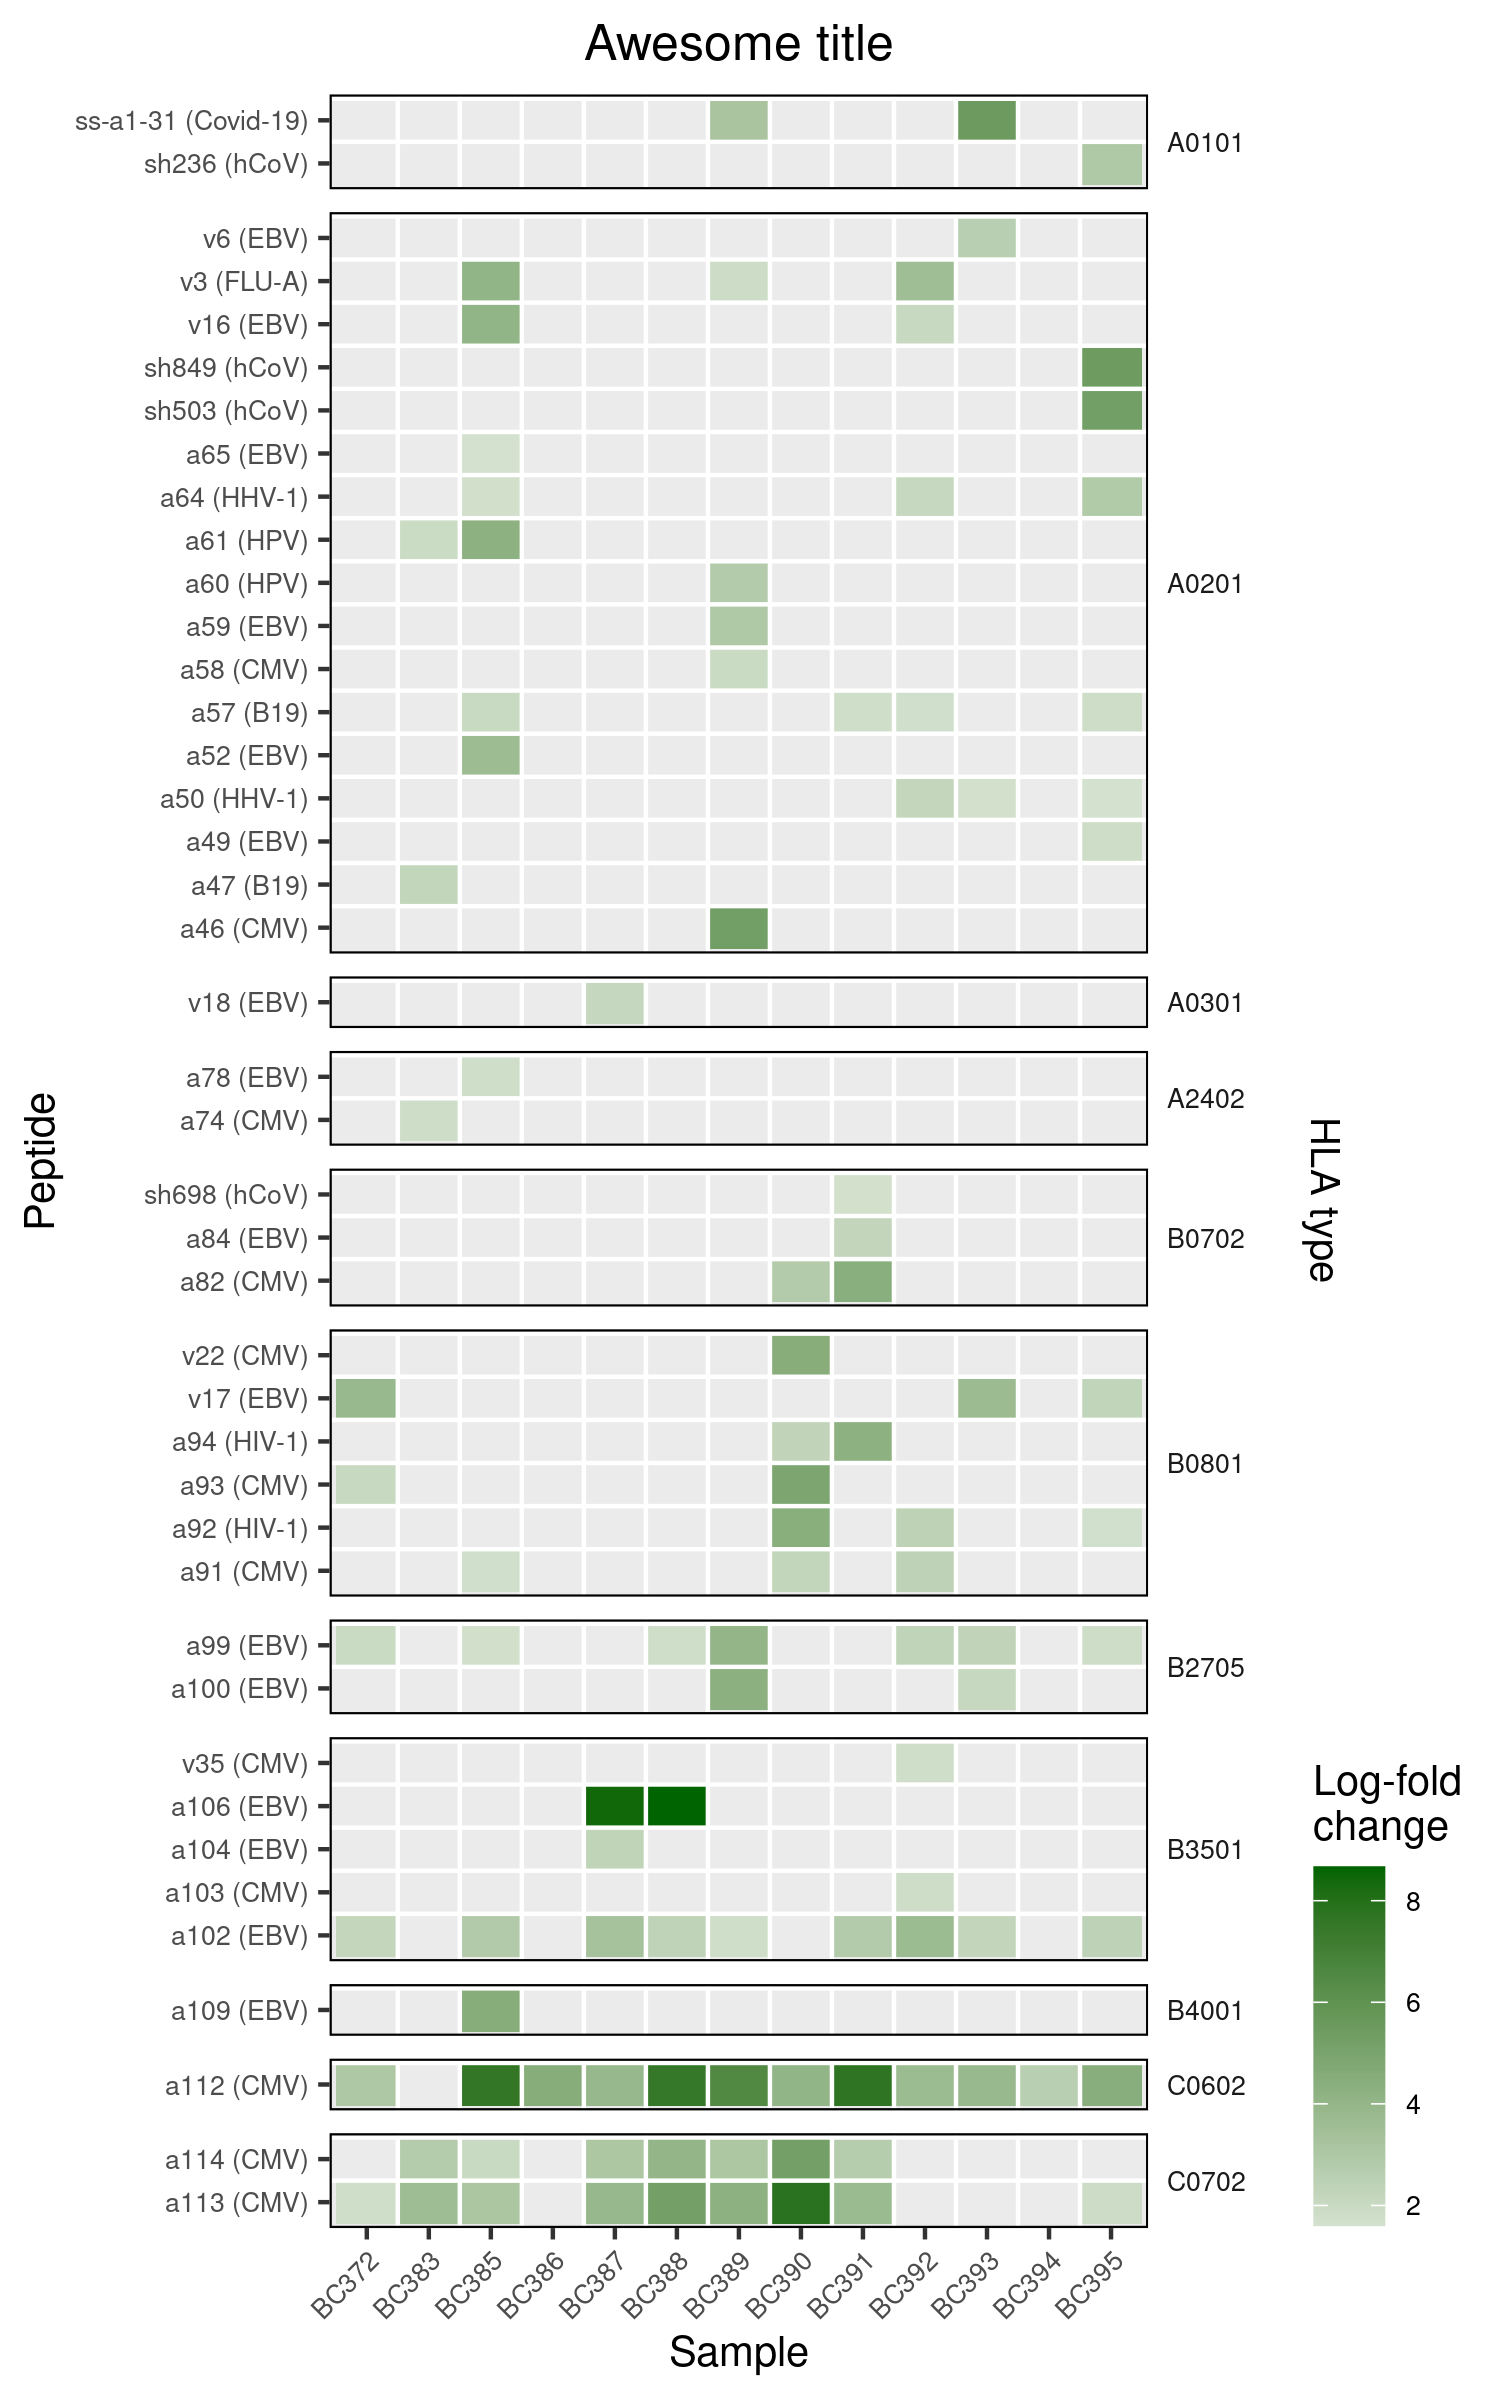 Awesome title
ss-a1-31 (Covid-19)
sh236 (hCoV)
A0101
v6 (EBV)
v3 (FLU-A)
v16 (EBV)
sh849 (hCoV)
sh503 (hCoV)
a65 (EBV)
a64 (HHV-1)
a61 (HPV)
a60 (HPV)
a59 (EBV)
a58 (CMV)
a57 (B19)
a52 (EBV)
a50 (HHV-1)
a49 (EBV)
a47 (B19)
a46 (CMV)
A0201
v18 (EBV)
A0301
a78 (EBV)
a74 (CMV)
A2402
sh698 (hCoV)
a84 (EBV)
a82 (CMV)
B0702
v22 (CMV)
v17 (EBV)
a94 (HIV-1)
a93 (CMV)
a92 (HIV-1)
a91 (CMV)
B0801
a99 (EBV)
a100 (EBV)
B2705
v35 (CMV)
a106 (EBV)
a104 (EBV)
a103 (CMV)
a102 (EBV)
B3501
a109 (EBV)
B4001
a112 (CMV)
C0602
a114 (CMV)
a113 (CMV)
C0702
Peptide
HLA type
BC372
BC383
BC385
BC386
BC387
BC388
BC389
BC390
BC391
BC392
BC393
BC394
BC395
Sample
Log-fold
change
8
6
4
2